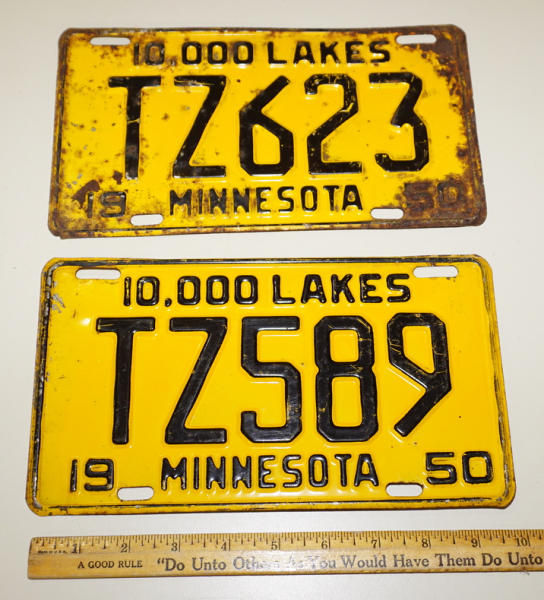 10,000 LAKES
TZ623
19 MINNESOTA 50
10,000 LAKES
TZ589
19 MINNESOTA 50
1 2 3 4 5 6 7 8 9 10
A GOOD RULE "Do Unto Others As You Would Have Them Do Unto